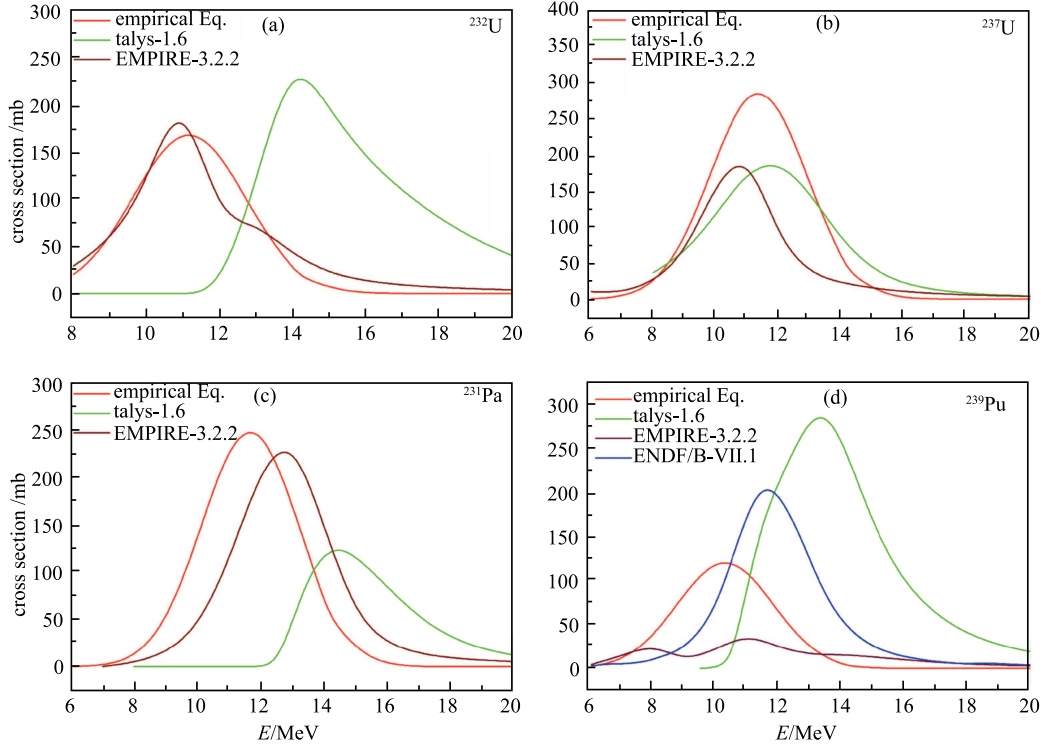 (a)
232U
empirical Eq.
talys-1.6
EMPIRE-3.2.2
cross section /mb
300
250
200
150
100
50
0
8 10 12 14 16 18 20
(b)
237U
empirical Eq.
talys-1.6
EMPIRE-3.2.2
400
350
300
250
200
150
100
50
0
6 8 10 12 14 16 18 20
(c)
231Pa
empirical Eq.
talys-1.6
EMPIRE-3.2.2
cross section /mb
300
250
200
150
100
50
0
6 8 10 12 14 16 18 20
E/MeV
(d)
239Pu
empirical Eq.
talys-1.6
EMPIRE-3.2.2
ENDF/B-VII.1
300
250
200
150
100
50
0
6 8 10 12 14 16 18 20
E/MeV